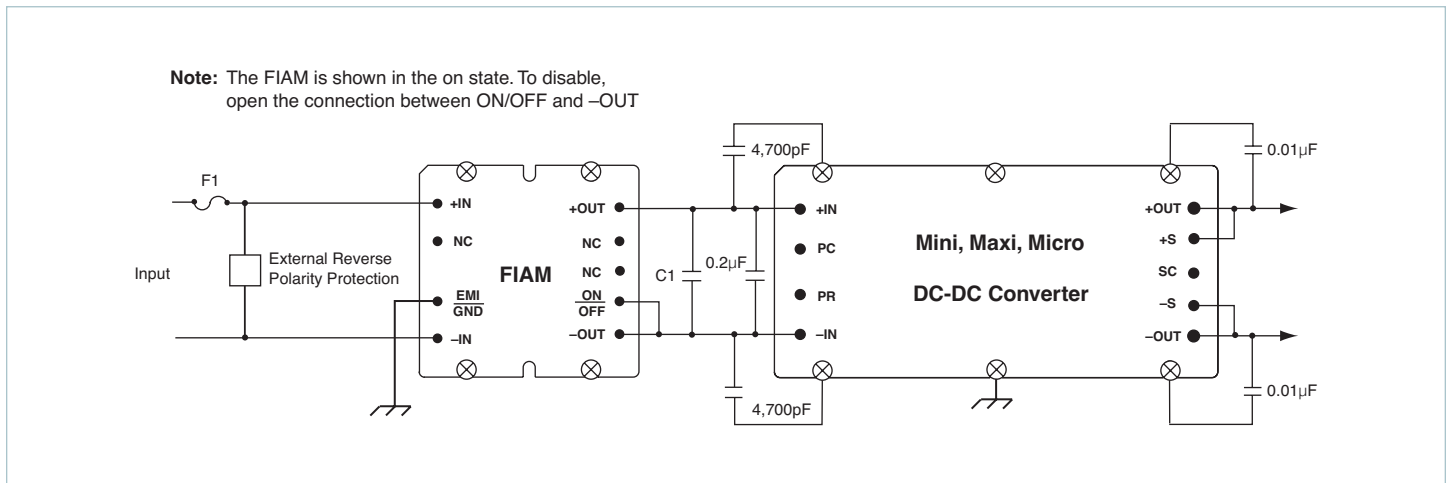 Note: The FIAM is shown in the on state. To disable,
open the connection between ON/OFF and –OUT
F1
Input
External Reverse
Polarity Protection
+IN
NC
EMI
GND
–IN
FIAM
+OUT
NC
NC
ON
OFF
–OUT
C1
0.2µF
4,700pF
4,700pF
+IN
PC
PR
–IN
Mini, Maxi, Micro
DC-DC Converter
+OUT
+S
SC
–S
–OUT
0.01µF
0.01µF